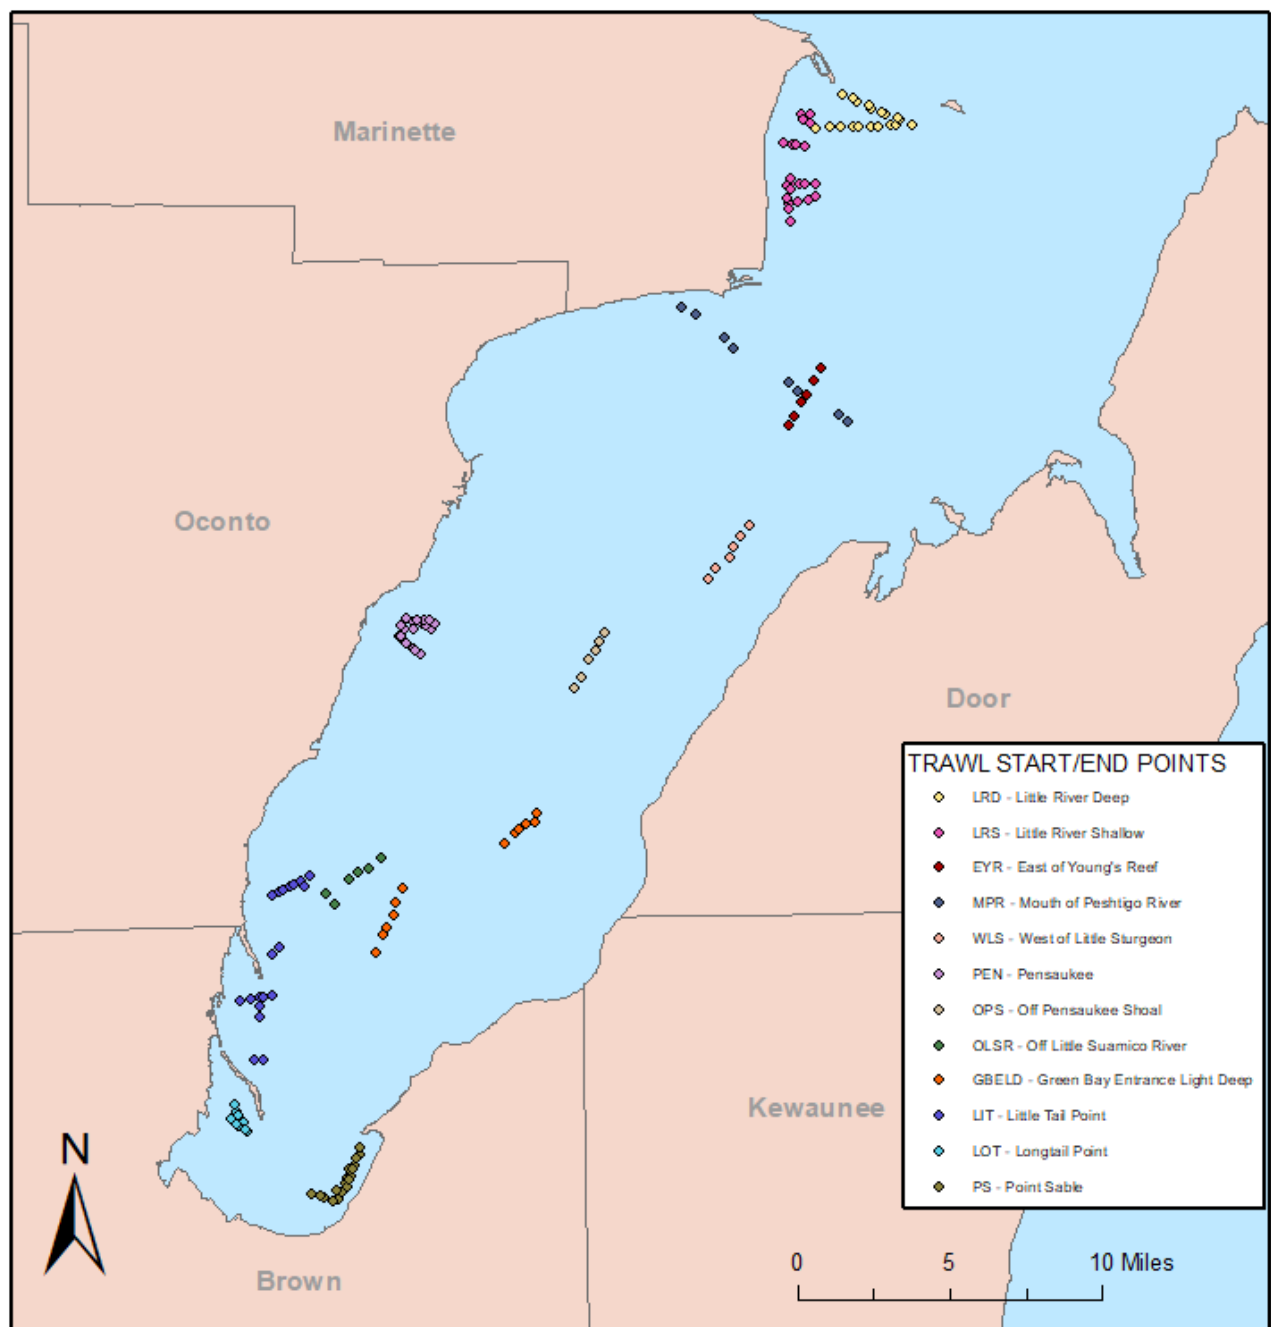 Marinette
Oconto
Door
TRAWL START/END POINTS
LRD - Little River Deep
LRS - Little River Shallow
EYR - East of Young's Reef
MPR - Mouth of Peshtigo River
WLS - West of Little Sturgeon
PEN - Pensaukee
OPS - Off Pensaukee Shoal
OLSR - Off Little Suamico River
GBELD - Green Bay Entrance Light Deep
LIT - Little Tail Point
LOT - Longtail Point
PS - Point Sable
Kewaunee
N
Brown
0 5 10 Miles